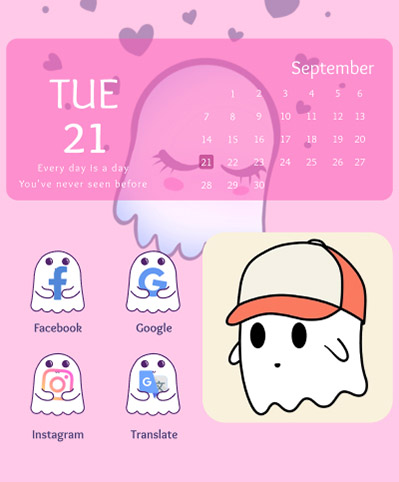 September
TUE
21
Every day is a day
You've never seen before
1 2 3 4 5 6
7 8 9 10 11 12 13
14 15 16 17 18 19 20
21 22 23 24 25 26 27
28 29 30
f
G
Facebook
Google
G 文
Instagram
Translate